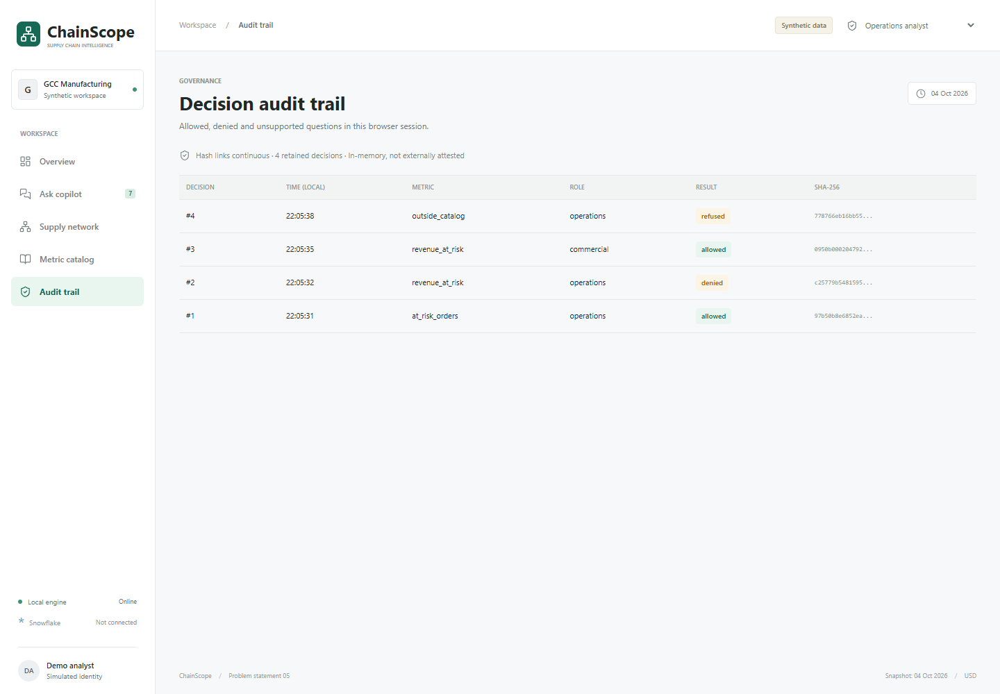 ChainScope
SUPPLY CHAIN INTELLIGENCE
G
GCC Manufacturing
Synthetic workspace
WORKSPACE
Overview
Ask copilot 7
Supply network
Metric catalog
Audit trail
Local engine Online
Snowflake Not connected
DA
Demo analyst
Simulated identity
Workspace / Audit trail
Synthetic data
Operations analyst
GOVERNANCE
Decision audit trail
Allowed, denied and unsupported questions in this browser session.
04 Oct 2026
Hash links continuous · 4 retained decisions · In-memory, not externally attested
DECISION TIME (LOCAL) METRIC ROLE RESULT SHA-256
#4 22:05:38 outside_catalog operations refused 778766eb16bb55...
#3 22:05:35 revenue_at_risk commercial allowed 0950b000204792...
#2 22:05:32 revenue_at_risk operations denied c25779b5481595...
#1 22:05:31 at_risk_orders operations allowed 97b50b8e6852ea...
ChainScope / Problem statement 05
Snapshot: 04 Oct 2026 / USD